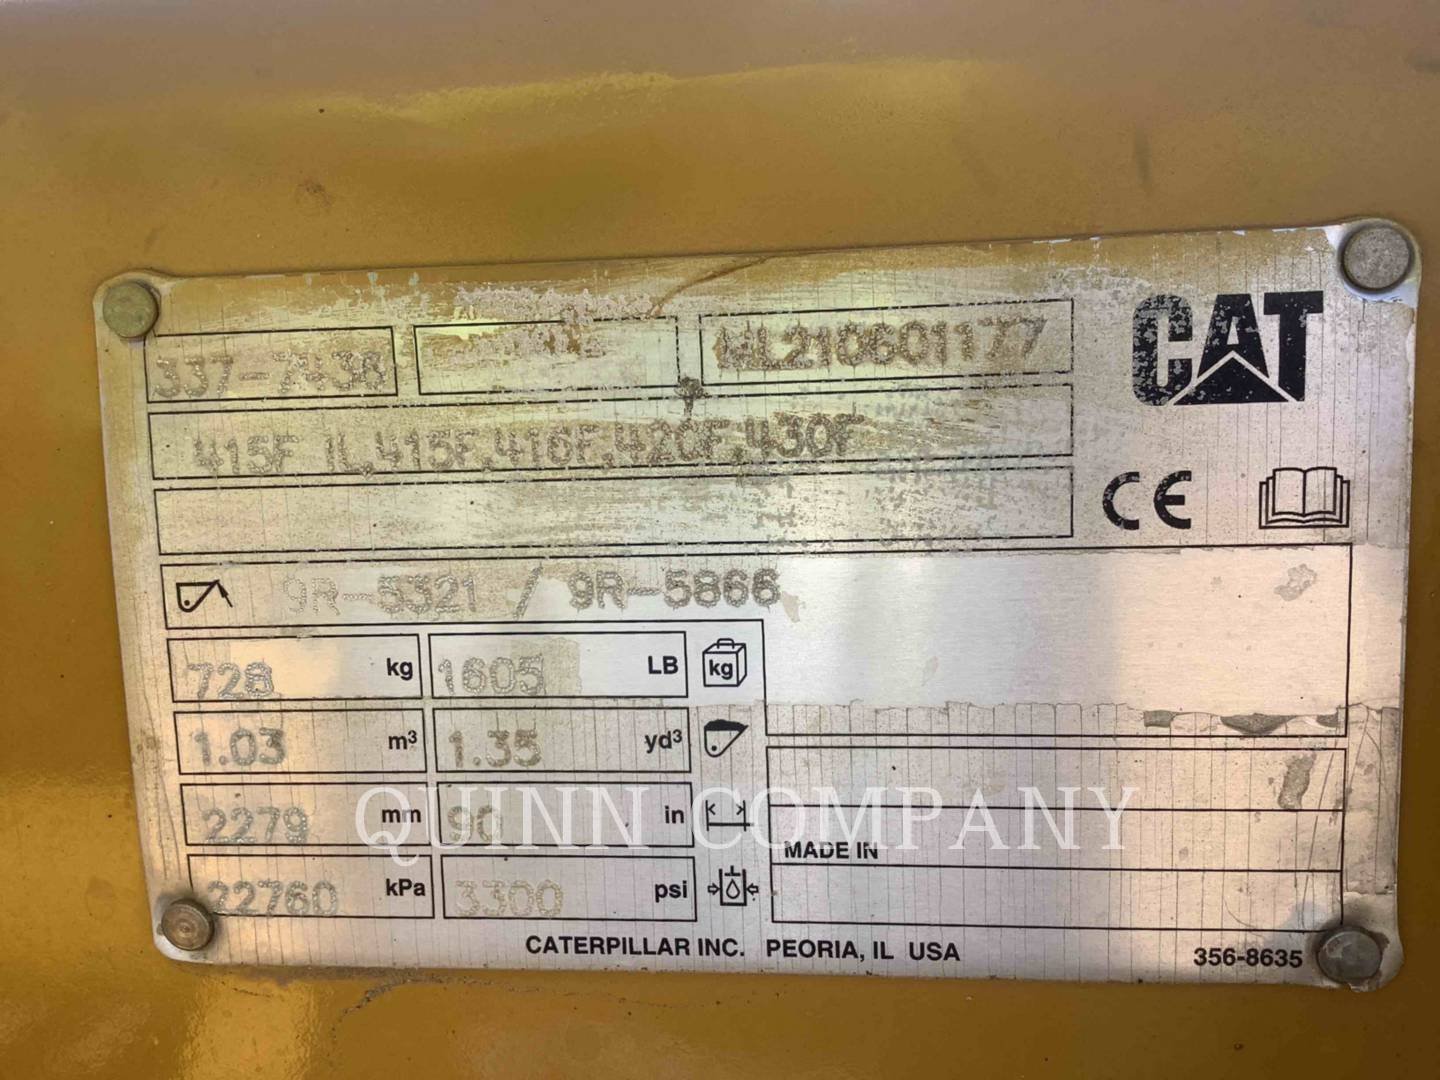 337-7438 ML210601177 CAT
415F IL,415F,416F,420F,430F
CE
9R-5321 / 9R-5866
728 kg 1605 LB kg
1.03 m³ 1.35 yd³
2279 mm 90 in
QUINN COMPANY
MADE IN
22760 kPa 3300 psi
CATERPILLAR INC. PEORIA, IL USA 356-8635